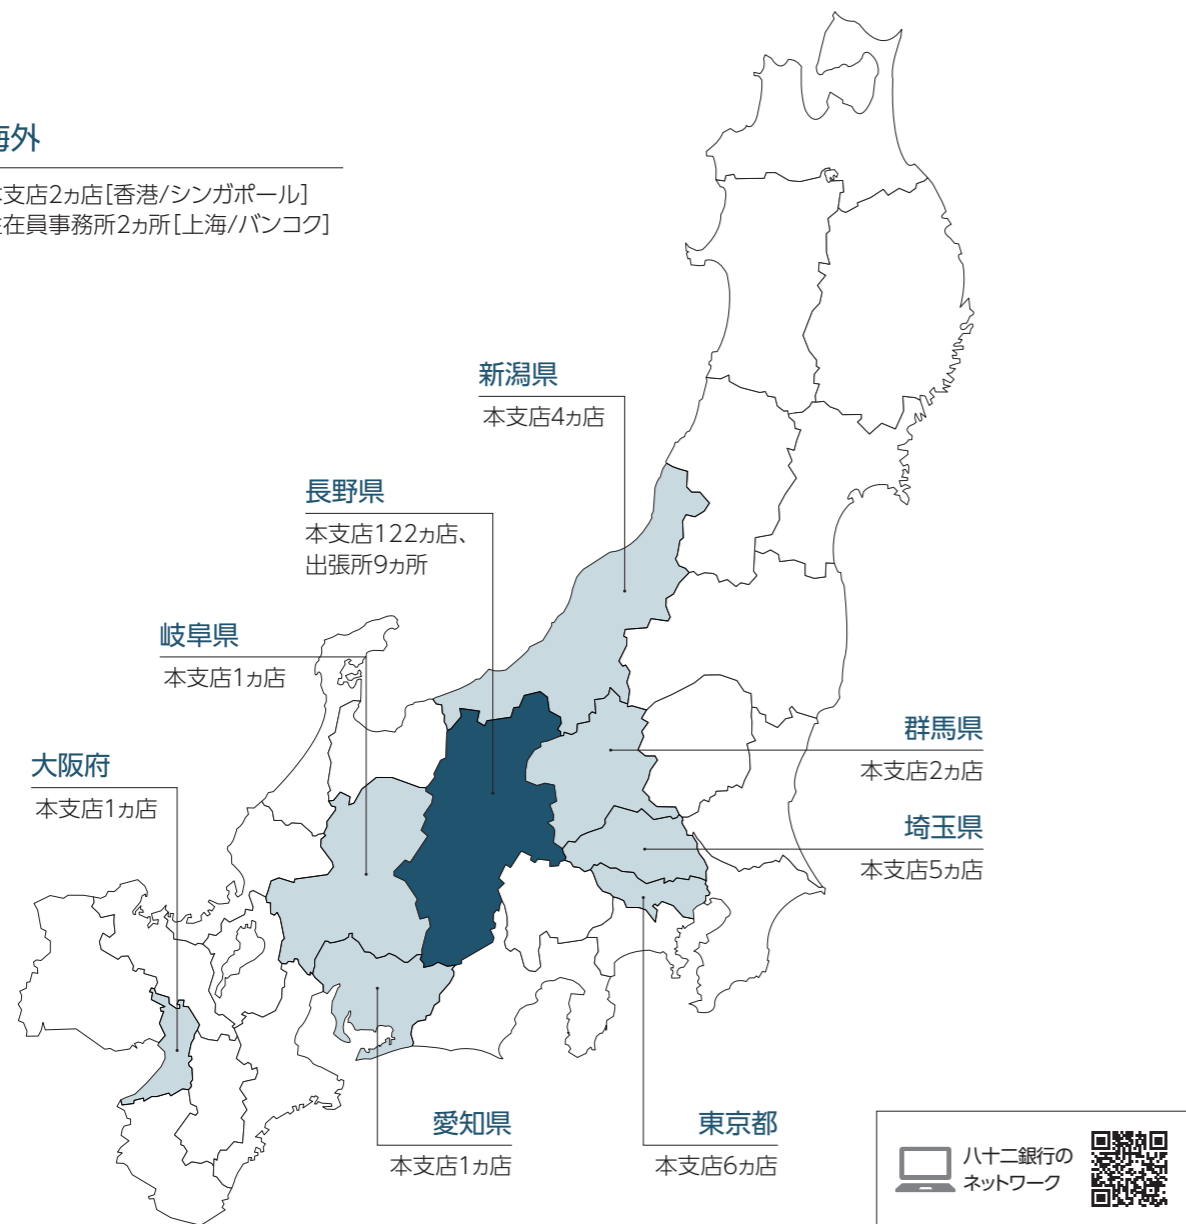 海外
本支店2ヵ店[香港/シンガポール]
在員事務所2ヵ所[上海/バンコク]
新潟県
本支店4ヵ店
長野県
本支店122ヵ店、
出張所9ヵ所
岐阜県
本支店1ヵ店
大阪府
本支店1ヵ店
群馬県
本支店2ヵ店
埼玉県
本支店5ヵ店
愛知県
本支店1ヵ店
東京都
本支店6ヵ店
八十二銀行の
ネットワーク